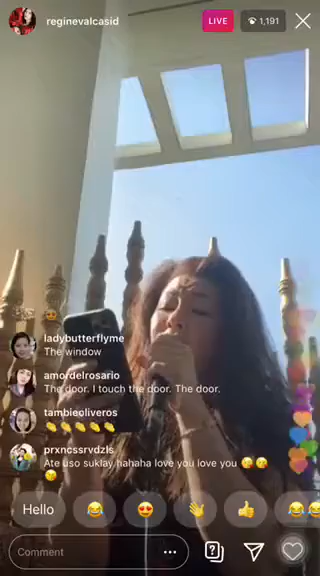 reginevalcasid
LIVE
1,191
ladybutterflyme
The window
amordelrosario
The door. I touch the door. The door.
tambieoliveros
👏👏👏👏👏
prxncssrvdzls
Ate uso suklay hahaha love you love you 😘😘
😘
Hello
Comment